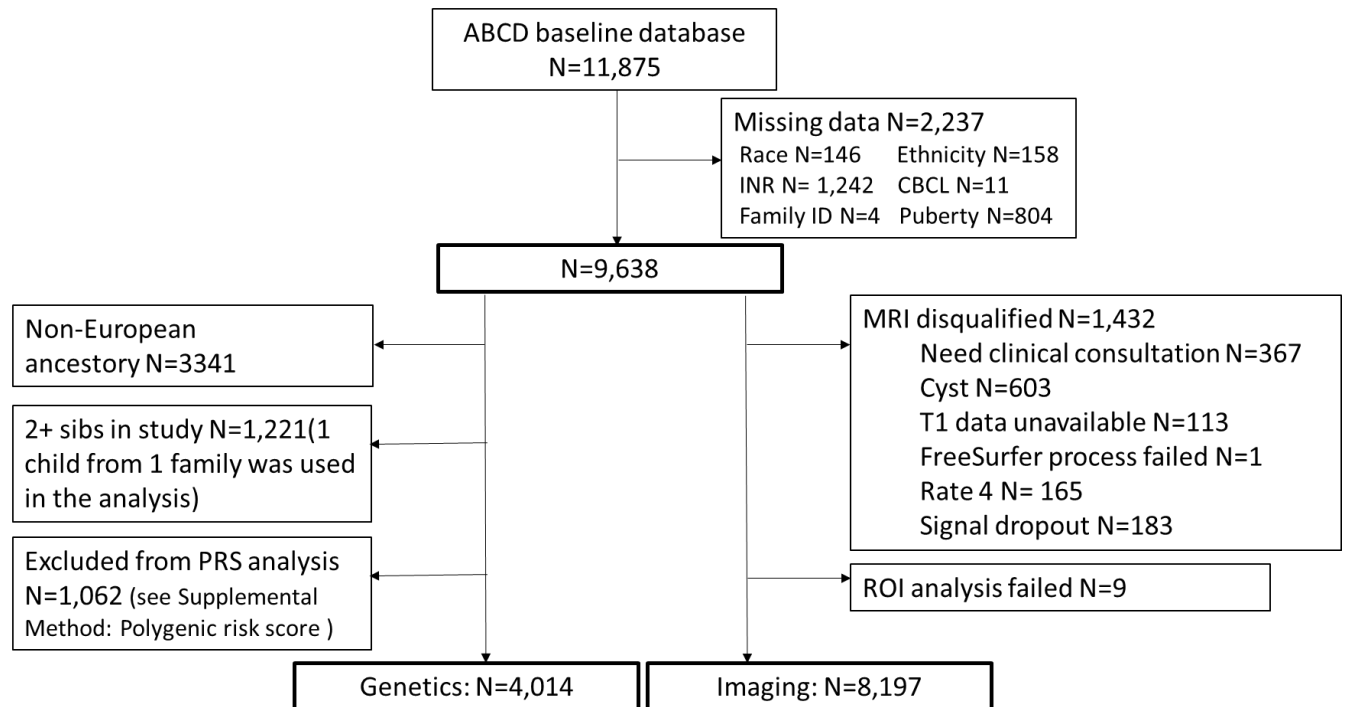 ABCD baseline database
N=11,875
Missing data N=2,237
Race N=146 Ethnicity N=158
INR N= 1,242 CBCL N=11
Family ID N=4 Puberty N=804
N=9,638
Non-European
ancestory N=3341
2+ sibs in study N=1,221(1
child from 1 family was used
in the analysis)
Excluded from PRS analysis
N=1,062 (see Supplemental
Method: Polygenic risk score )
MRI disqualified N=1,432
Need clinical consultation N=367
Cyst N=603
T1 data unavailable N=113
FreeSurfer process failed N=1
Rate 4 N= 165
Signal dropout N=183
ROI analysis failed N=9
Genetics: N=4,014
Imaging: N=8,197